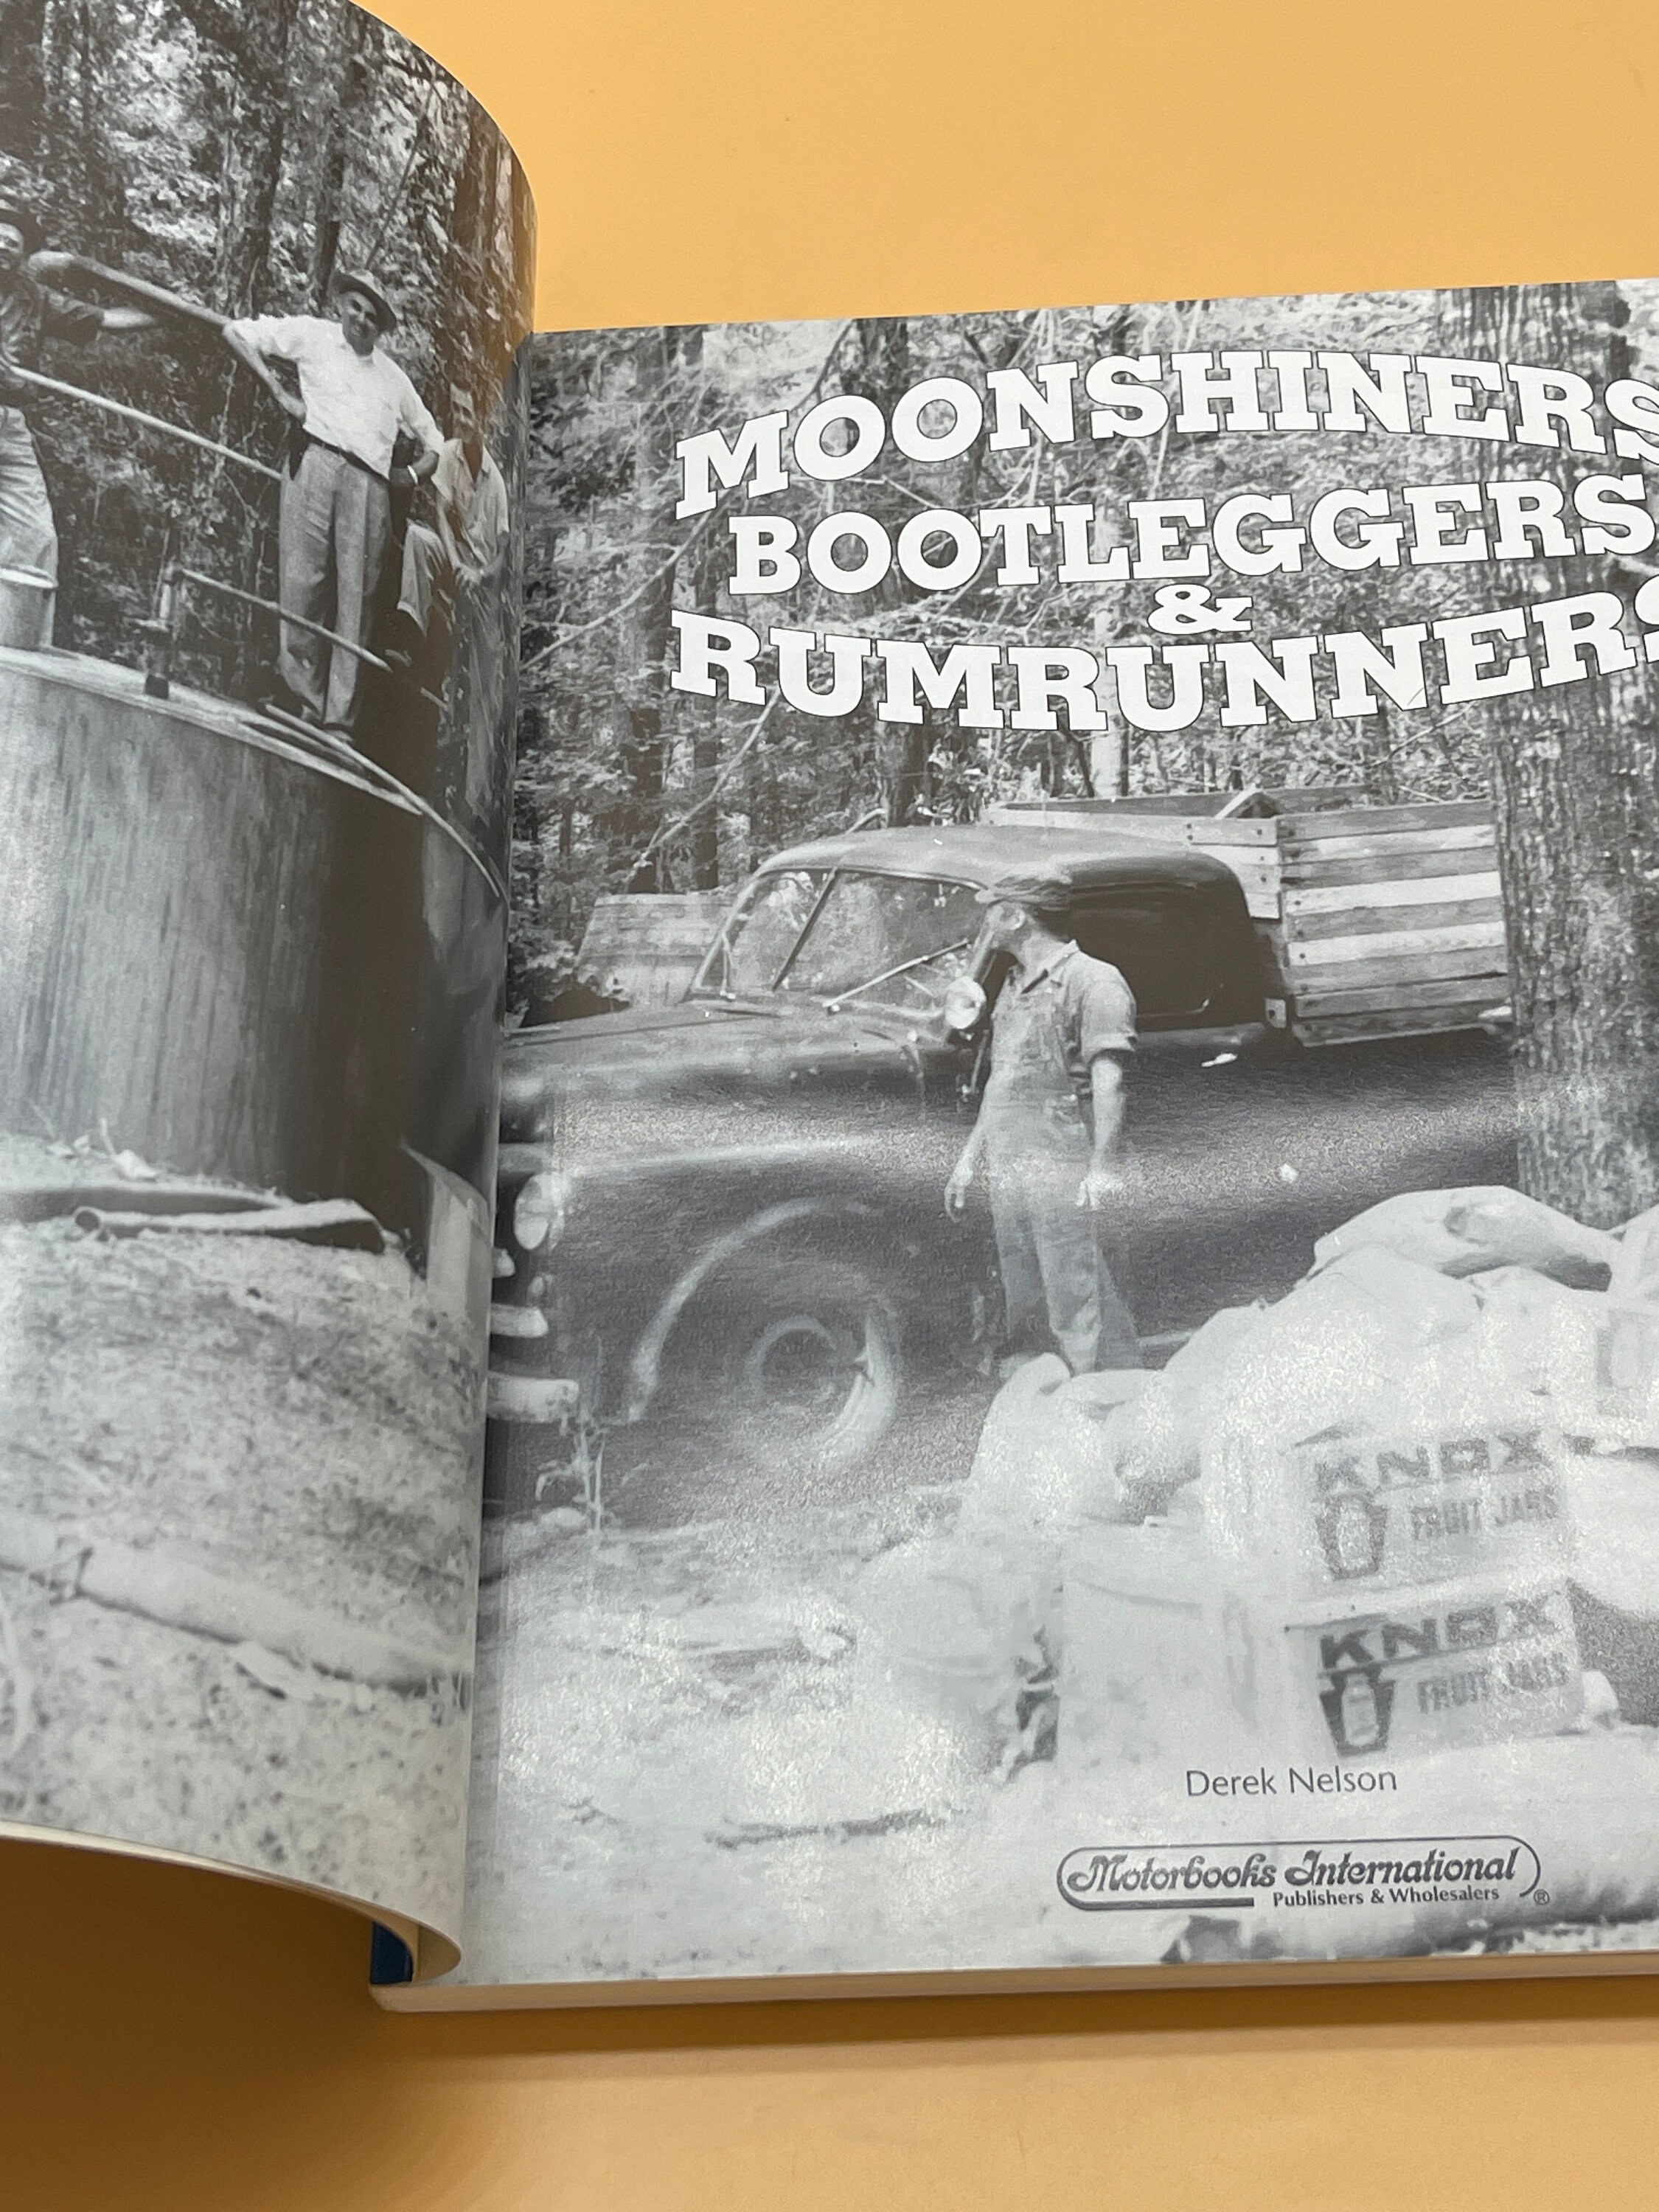 MOONSHINERS
BOOTLEGGERS
&
RUMRUNNERS
KNOX
FRUIT JARS
KNOX
FRUIT JARS
Derek Nelson
Motorbooks International
Publishers & Wholesalers ®